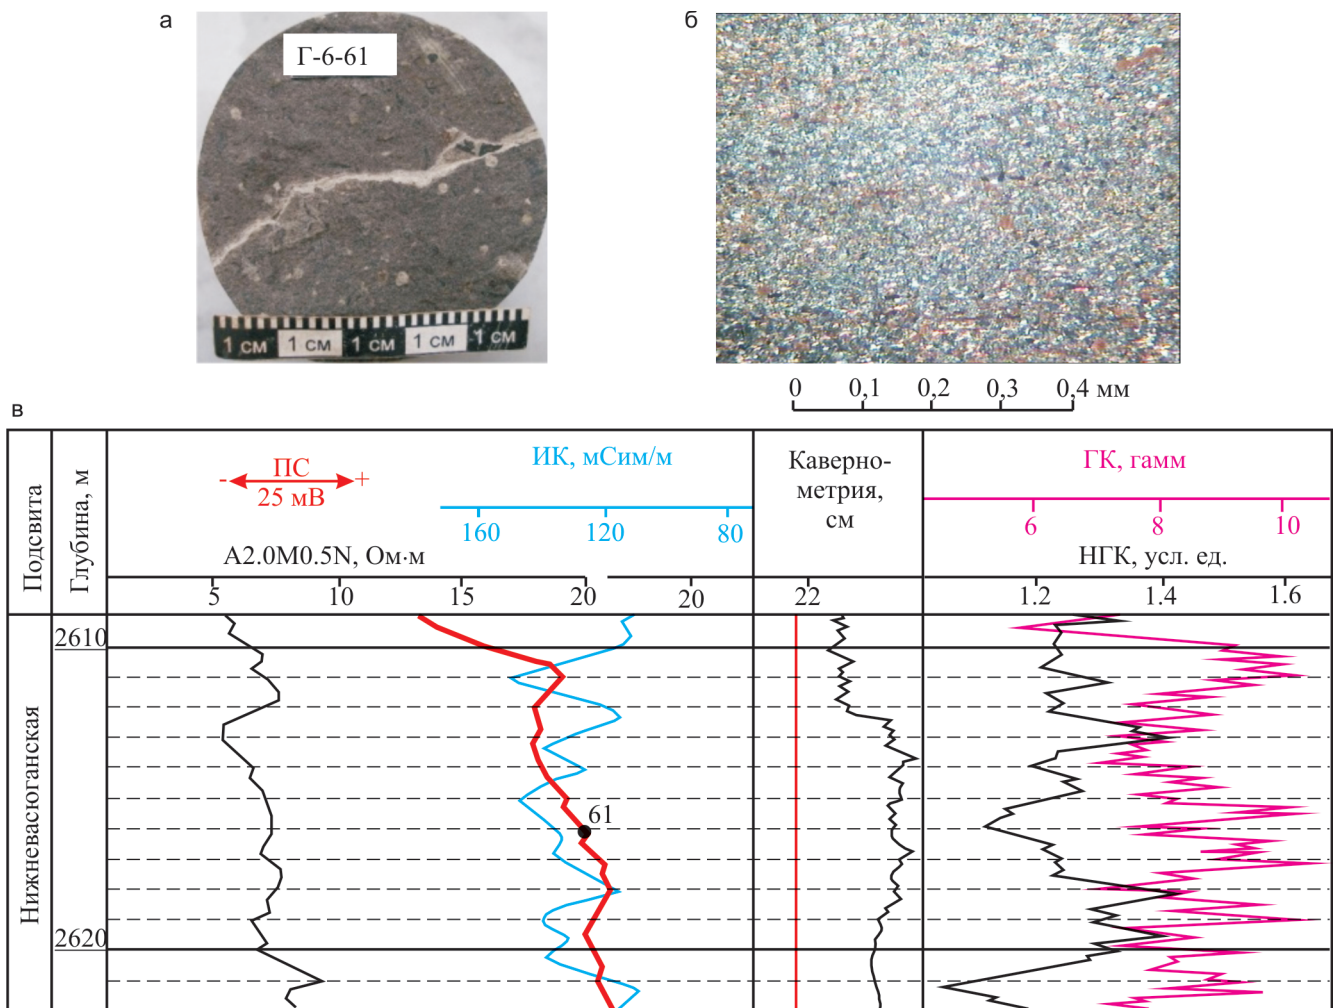 а
Г-6-61
1 см 1 см 1 см 1 см 1 см
б
0 0,1 0,2 0,3 0,4 мм
в
Подсвита
Глубина, м
- ПС +
25 мВ
ИК, мСим/м
160 120 80
A2.0M0.5N, Ом·м
5 10 15 20 20
Каверно-
метрия,
см
22
ГК, гамм
6 8 10
НГК, усл. ед.
1.2 1.4 1.6
Нижневасюганская
2610
61
2620